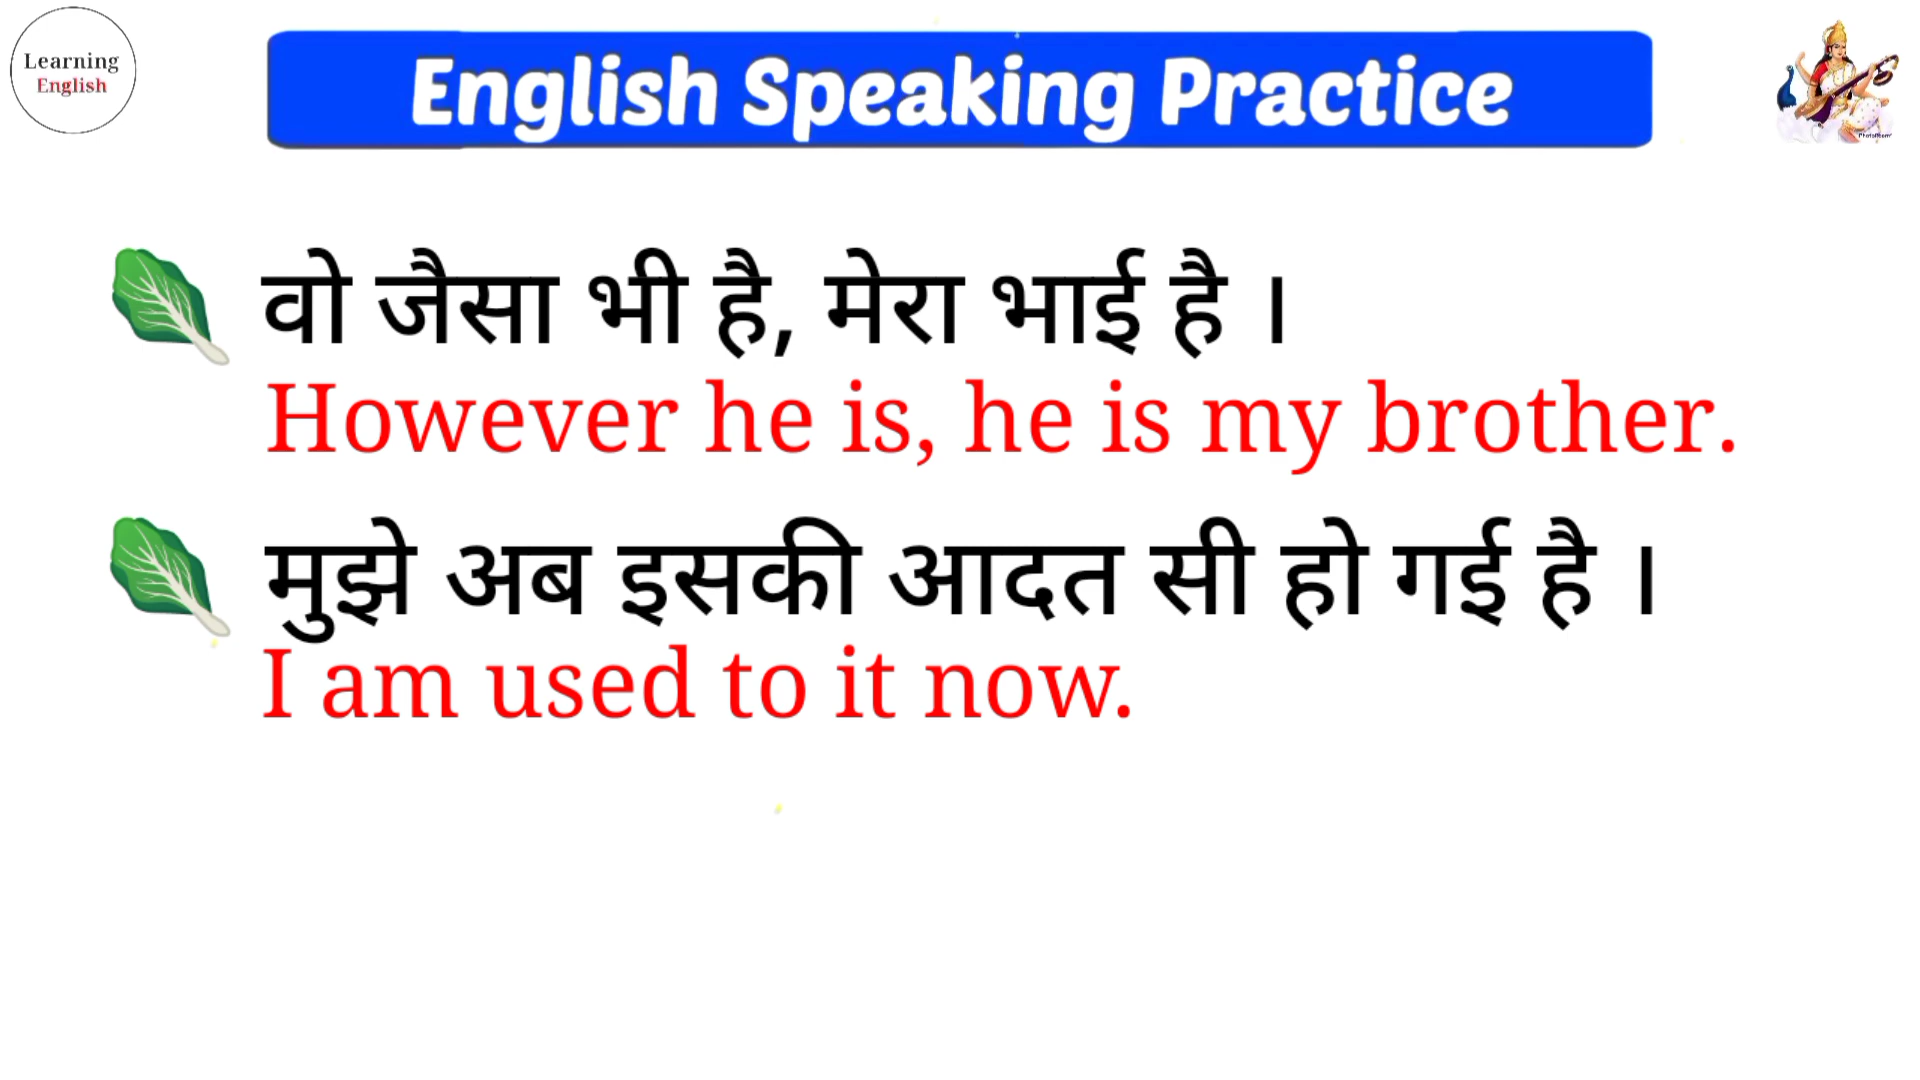 Learning
English
English Speaking Practice
वो जैसा भी है, मेरा भाई है ।
However he is, he is my brother.
मुझे अब इसकी आदत सी हो गई है ।
I am used to it now.